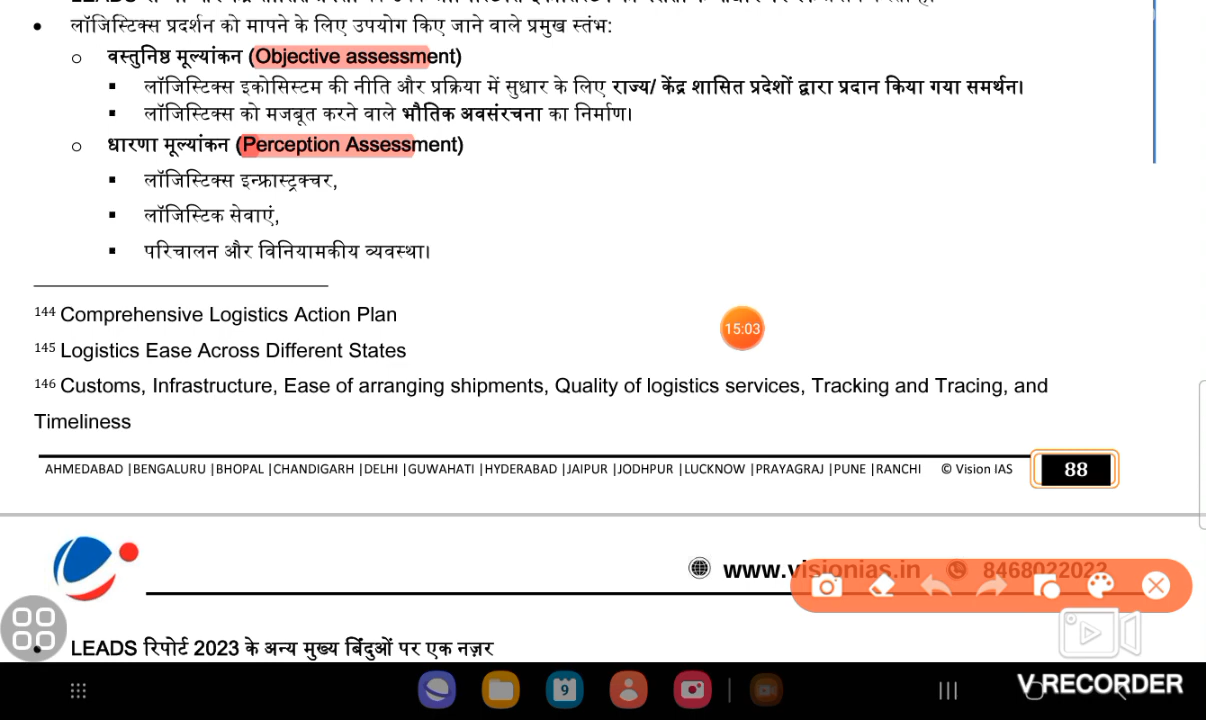 लॉजिस्टिक्स प्रदर्शन को मापने के लिए उपयोग किए जाने वाले प्रमुख स्तंभ:
वस्तुनिष्ठ मूल्यांकन (Objective assessment)
लॉजिस्टिक्स इकोसिस्टम की नीति और प्रक्रिया में सुधार के लिए राज्य/ केंद्र शासित प्रदेशों द्वारा प्रदान किया गया समर्थन।
लॉजिस्टिक्स को मजबूत करने वाले भौतिक अवसंरचना का निर्माण।
धारणा मूल्यांकन (Perception Assessment)
लॉजिस्टिक्स इन्फ्रास्ट्रक्चर,
लॉजिस्टिक सेवाएं,
परिचालन और विनियामकीय व्यवस्था।
144 Comprehensive Logistics Action Plan
15:03
145 Logistics Ease Across Different States
146 Customs, Infrastructure, Ease of arranging shipments, Quality of logistics services, Tracking and Tracing, and
Timeliness
AHMEDABAD |BENGALURU |BHOPAL |CHANDIGARH |DELHI |GUWAHATI |HYDERABAD |JAIPUR |JODHPUR |LUCKNOW |PRAYAGRAJ |PUNE |RANCHI © Vision IAS 88
www.visionias.in 8468022022
LEADS रिपोर्ट 2023 के अन्य मुख्य बिंदुओं पर एक नज़र
9
V RECORDER